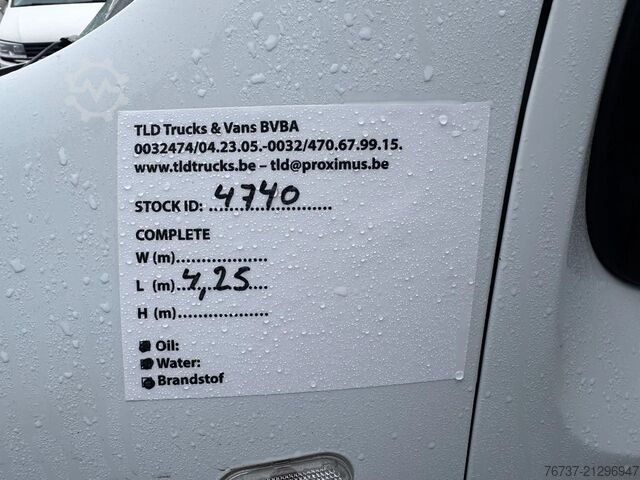 TLD Trucks & Vans BVBA
0032474/04.23.05.-0032/470.67.99.15.
www.tldtrucks.be – tld@proximus.be
STOCK ID: ...4740...
COMPLETE
W (m)...................
L (m)..4,25....
H (m)...................
Oil:
Water:
Brandstof
76737-21296947